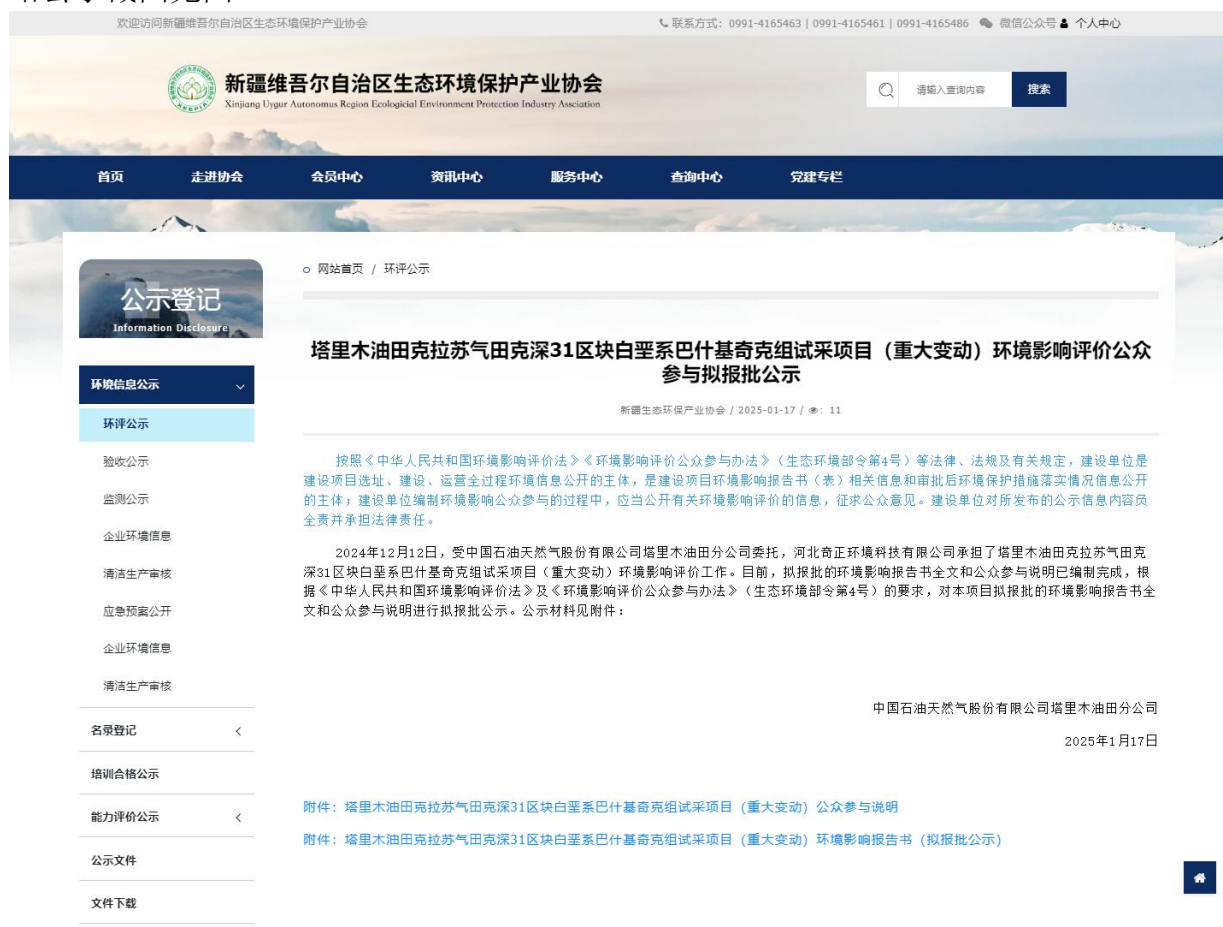 欢迎访问新疆维吾尔自治区生态环境保护产业协会
联系方式：0991-4165463 | 0991-4165461 | 0991-4165486 微信公众号 个人中心
新疆维吾尔自治区生态环境保护产业协会
Xinjiang Uygur Autonomus Region Ecologicial Environment Protection Industry Assciation
请输入查询内容 搜索
首页 走进协会 会员中心 资讯中心 服务中心 查询中心 党建专栏
公示登记
Information Disclosure
环境信息公示
环评公示
验收公示
监测公示
企业环境信息
清洁生产审核
应急预案公开
企业环境信息
清洁生产审核
名录登记
培训合格公示
能力评价公示
公示文件
文件下载
网站首页 / 环评公示
塔里木油田克拉苏气田克深31区块白垩系巴什基奇克组试采项目（重大变动）环境影响评价公众
参与拟报批公示
新疆生态环保产业协会 / 2025-01-17 / : 11
按照《中华人民共和国环境影响评价法》《环境影响评价公众参与办法》（生态环境部令第4号）等法律、法规及有关规定，建设单位是
建设项目选址、建设、运营全过程环境信息公开的主体，是建设项目环境影响报告书（表）相关信息和审批后环境保护措施落实情况信息公开
的主体；建设单位编制环境影响公众参与的过程中，应当公开有关环境影响评价的信息，征求公众意见。建设单位对所发布的公示信息内容负
全责并承担法律责任。
2024年12月12日，受中国石油天然气股份有限公司塔里木油田分公司委托，河北奇正环境科技有限公司承担了塔里木油田克拉苏气田克
深31区块白垩系巴什基奇克组试采项目（重大变动）环境影响评价工作。目前，拟报批的环境影响报告书全文和公众参与说明已编制完成，根
据《中华人民共和国环境影响评价法》及《环境影响评价公众参与办法》（生态环境部令第4号）的要求，对本项目拟报批的环境影响报告书全
文和公众参与说明进行拟报批公示。公示材料见附件：
中国石油天然气股份有限公司塔里木油田分公司
2025年1月17日
附件：塔里木油田克拉苏气田克深31区块白垩系巴什基奇克组试采项目（重大变动）公众参与说明
附件：塔里木油田克拉苏气田克深31区块白垩系巴什基奇克组试采项目（重大变动）环境影响报告书（拟报批公示）